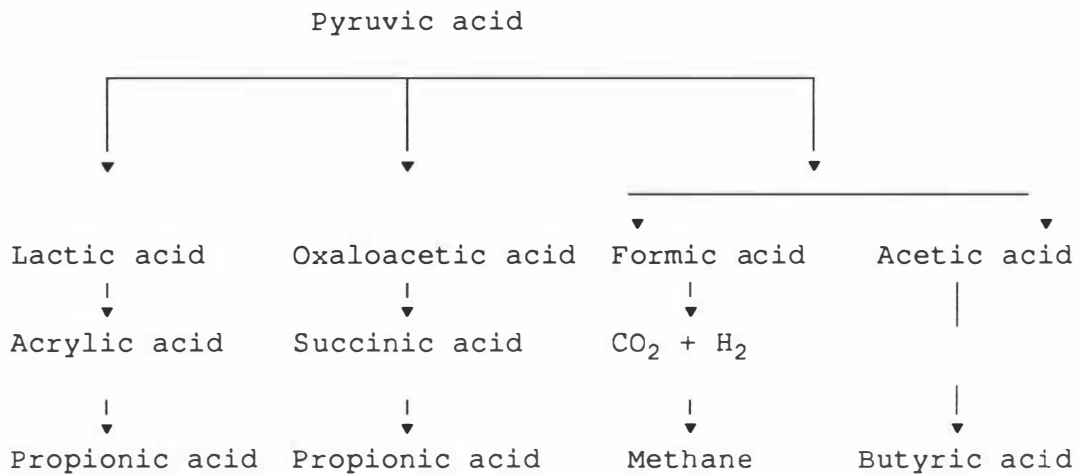 Pyruvic acid
Lactic acid Oxaloacetic acid Formic acid Acetic acid
Acrylic acid Succinic acid CO₂ + H₂
Propionic acid Propionic acid Methane Butyric acid